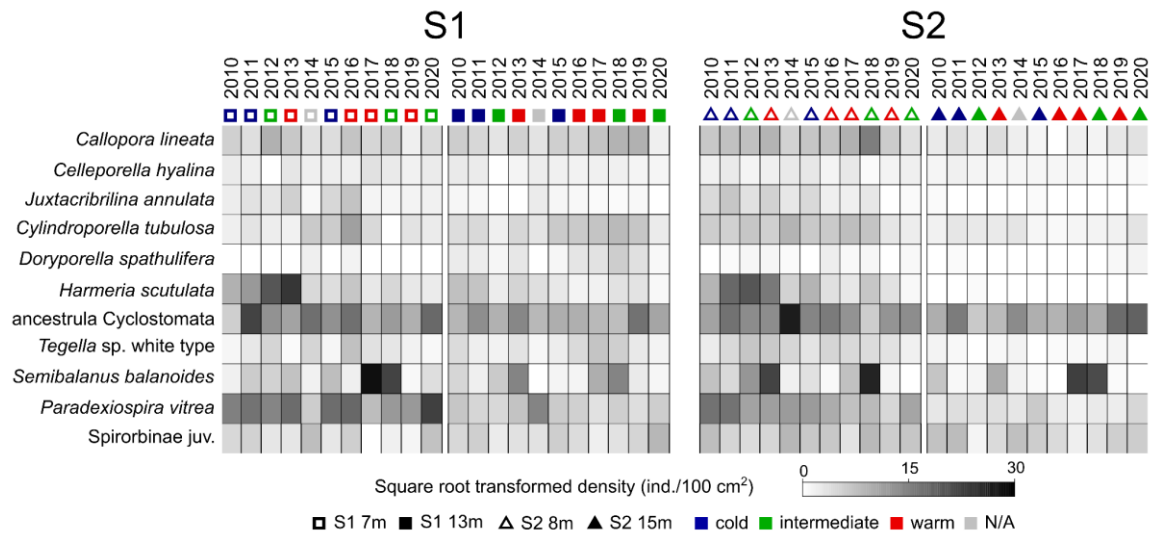 S1 S2
2010 2011 2012 2013 2014 2015 2016 2017 2018 2019 2020 2010 2011 2012 2013 2014 2015 2016 2017 2018 2019 2020 2010 2011 2012 2013 2014 2015 2016 2017 2018 2019 2020 2010 2011 2012 2013 2014 2015 2016 2017 2018 2019 2020
Callopora lineata
Celleporella hyalina
Juxtacribrilina annulata
Cylindroporella tubulosa
Doryporella spathulifera
Harmeria scutulata
ancestrula Cyclostomata
Tegella sp. white type
Semibalanus balanoides
Paradexiospira vitrea
Spirorbinae juv.
0 15 30
Square root transformed density (ind./100 cm²)
S1 7m S1 13m S2 8m S2 15m cold intermediate warm N/A